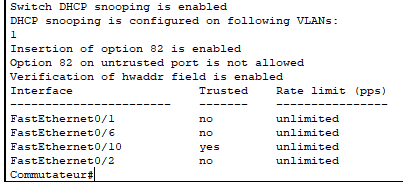 Switch DHCP snooping is enabled
DHCP snooping is configured on following VLANs:
1
Insertion of option 82 is enabled
Option 82 on untrusted port is not allowed
Verification of hwaddr field is enabled
Interface Trusted Rate limit (pps)
----------------------- ------- ----------------
FastEthernet0/1 no unlimited
FastEthernet0/6 no unlimited
FastEthernet0/10 yes unlimited
FastEthernet0/2 no unlimited
Commutateur#